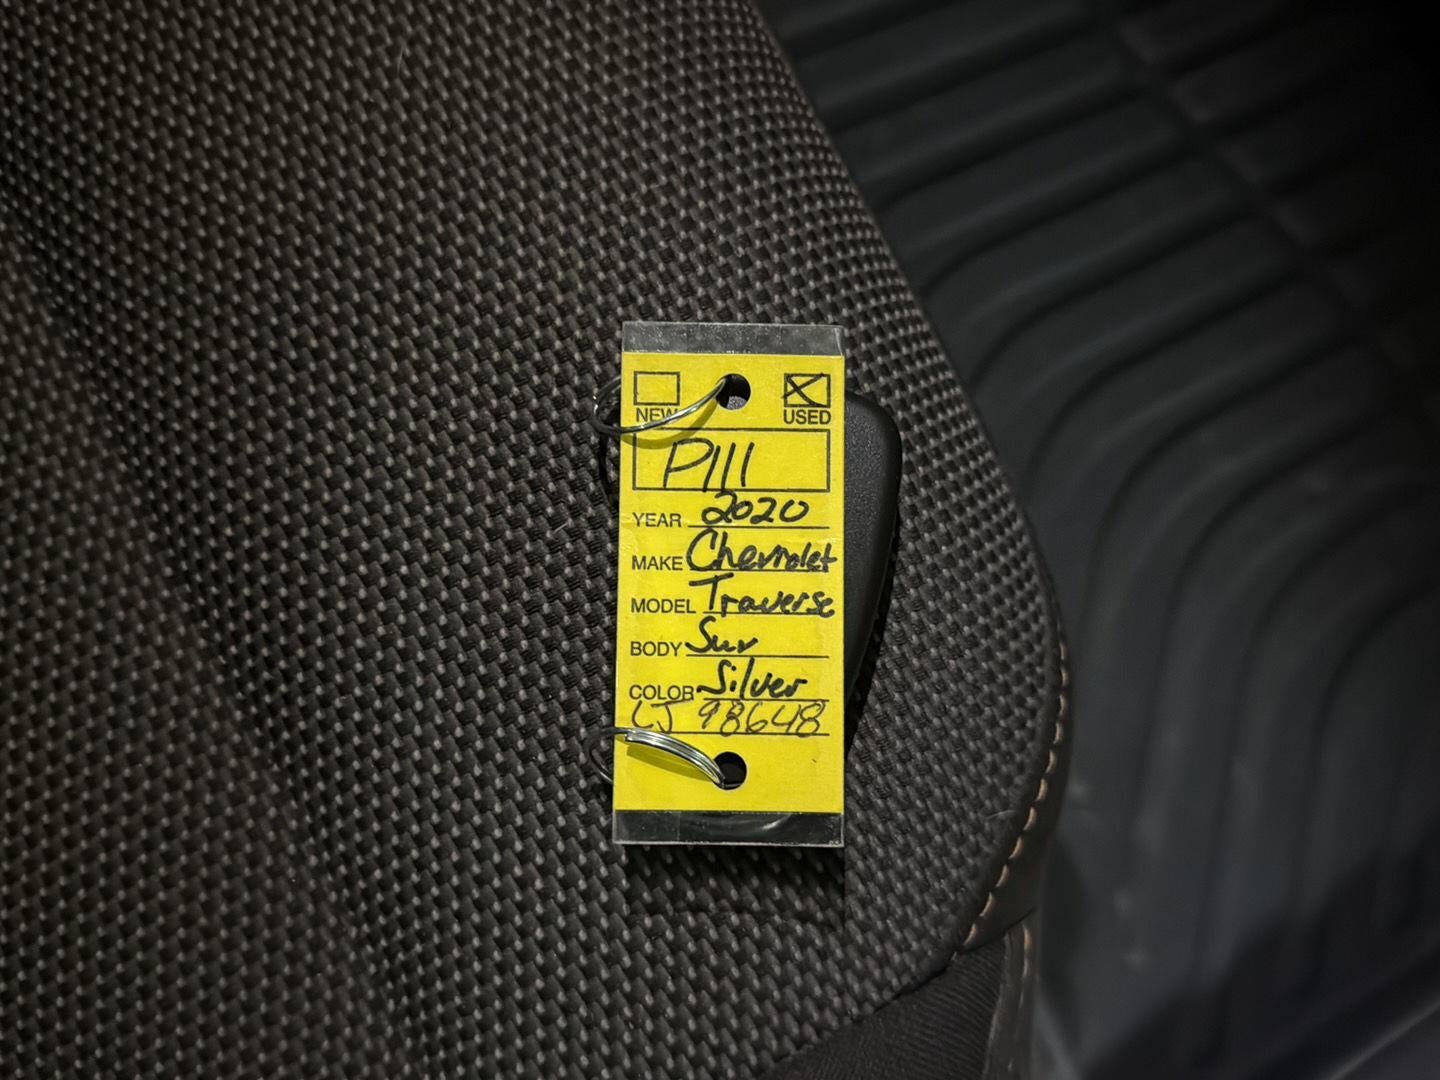 NEW USED
P111
YEAR 2020
MAKE Chevrolet
MODEL Traverse
BODY Suv
COLOR Silver
LJ 98648